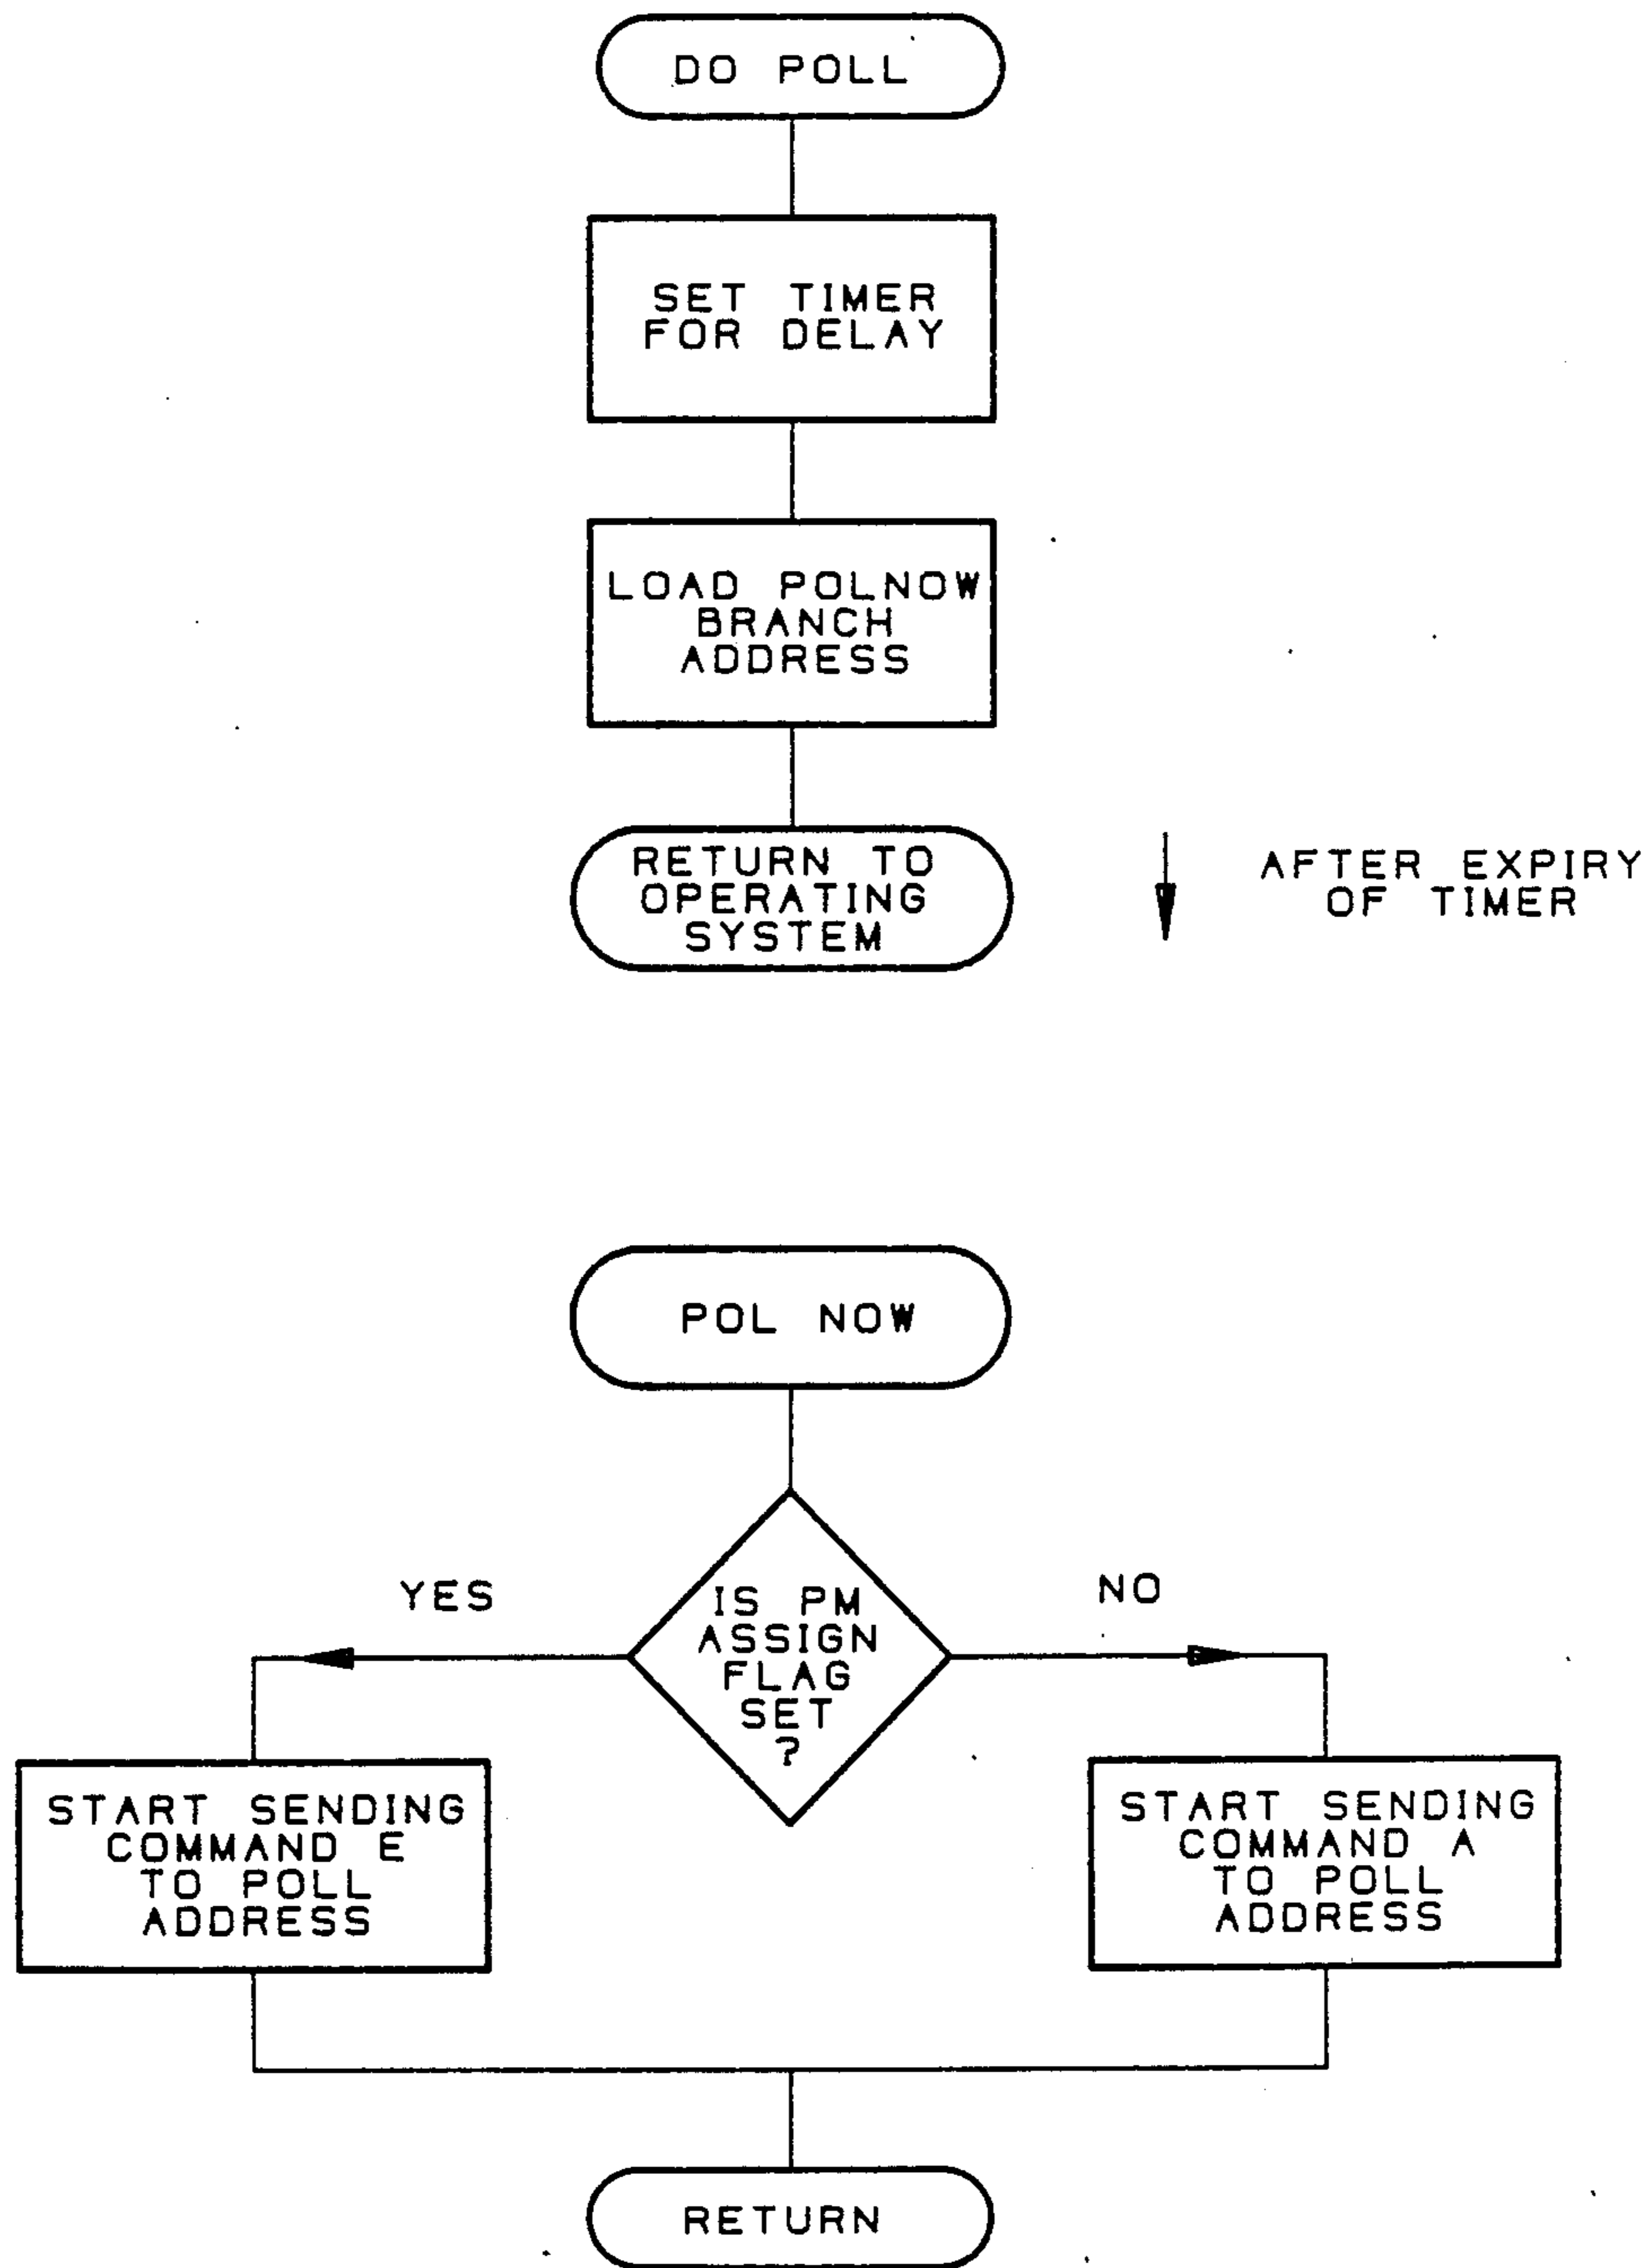 DO POLL
SET TIMER
FOR DELAY
LOAD POLNOW
BRANCH
ADDRESS
RETURN TO
OPERATING
SYSTEM
AFTER EXPIRY
OF TIMER
POL NOW
YES
IS PM
ASSIGN
FLAG
SET
?
NO
START SENDING
COMMAND E
TO POLL
ADDRESS
START SENDING
COMMAND A
TO POLL
ADDRESS
RETURN